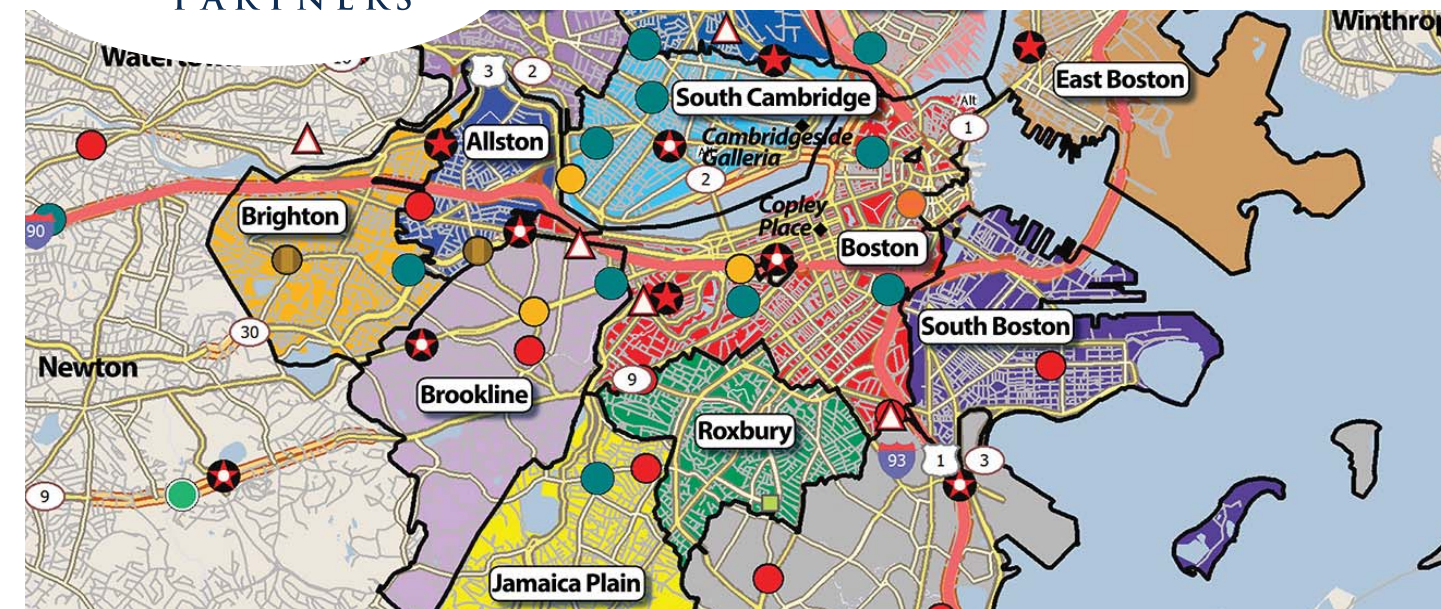 PARTNERS
Winthrop
3
2
East Boston
South Cambridge
Alt
1
Allston
Cambridgeside
Galleria
2
Brighton
Copley
Place
90
Boston
30
South Boston
Newton
9
Brookline
Roxbury
93
1
3
9
Jamaica Plain